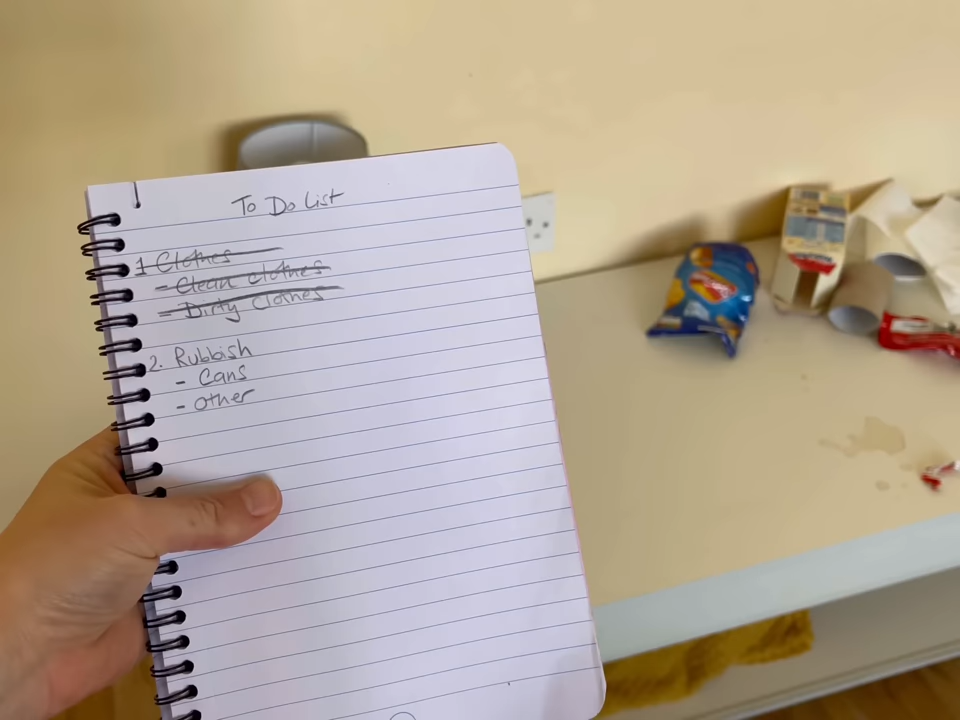 To Do List
1 Clothes
- Clean clothes
- Dirty Clothes
2. Rubbish
- Cans
- Other